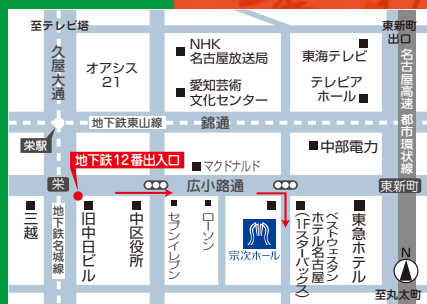 至テレビ塔
東新町
出口
久屋大通
オアシス
21
NHK
名古屋放送局
愛知芸術
文化センター
東海テレビ
テレピア
ホール
名古屋高速 都市環状線
地下鉄東山線
錦通
栄駅
中部電力
地下鉄12番出入口
マクドナルド
栄
広小路通
東新町
三越
地下鉄名城線
旧中日ビル
中区役所
セブンイレブン
ローソン
宗次ホール
ベストウェスタン
ホテル名古屋
(1Fスターバックス)
東急ホテル
N
至丸太町